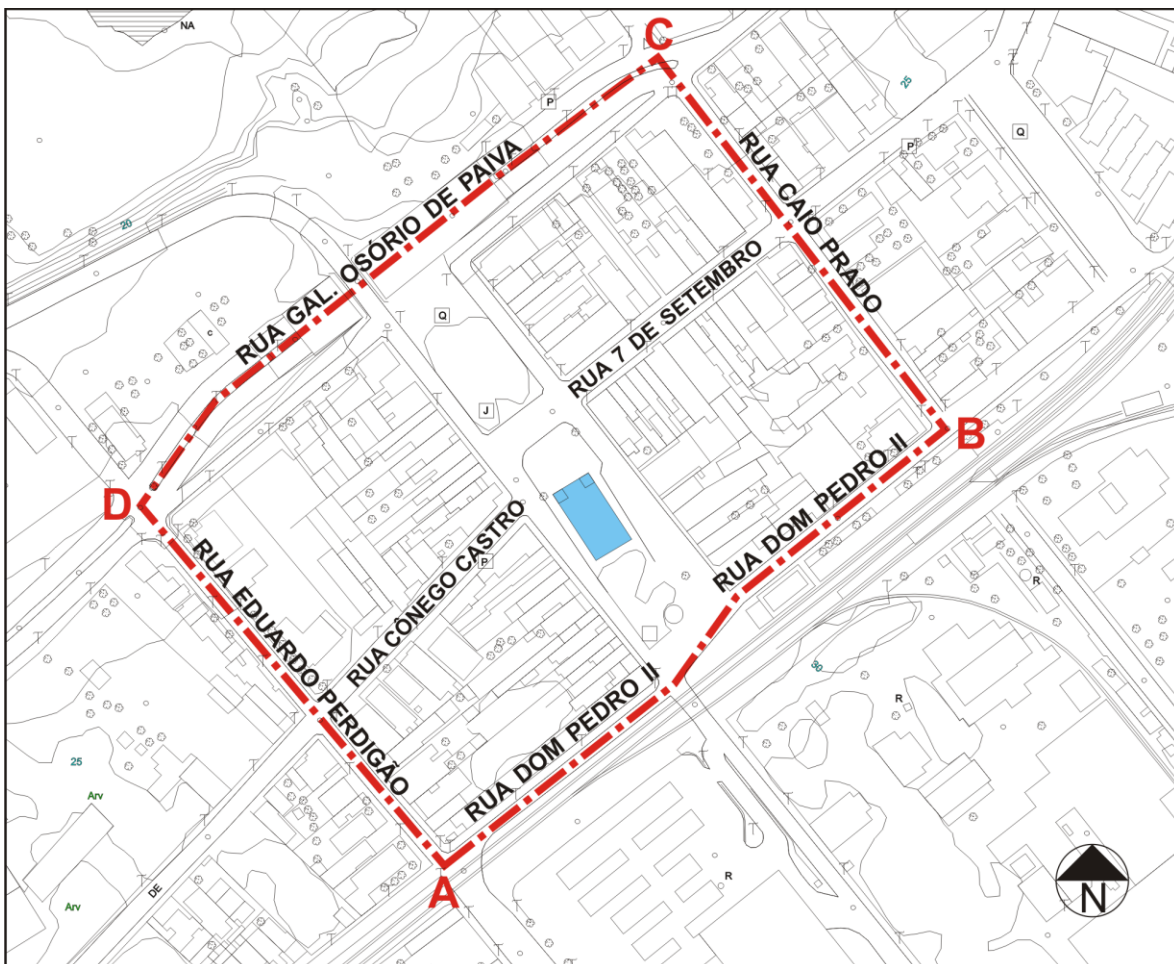 NA
C
25
P
Q
P
RUA GAL. OSÓRIO DE PAIVA
RUA CAIO PRADO
20
Q
C
RUA 7 DE SETEMBRO
J
B
D
RUA DOM PEDRO II
RUA CÔNEGO CASTRO
P
R
RUA EDUARDO PERDIGÃO
30
RUA DOM PEDRO II
R
25
Arv
R
DE
A
Arv
N